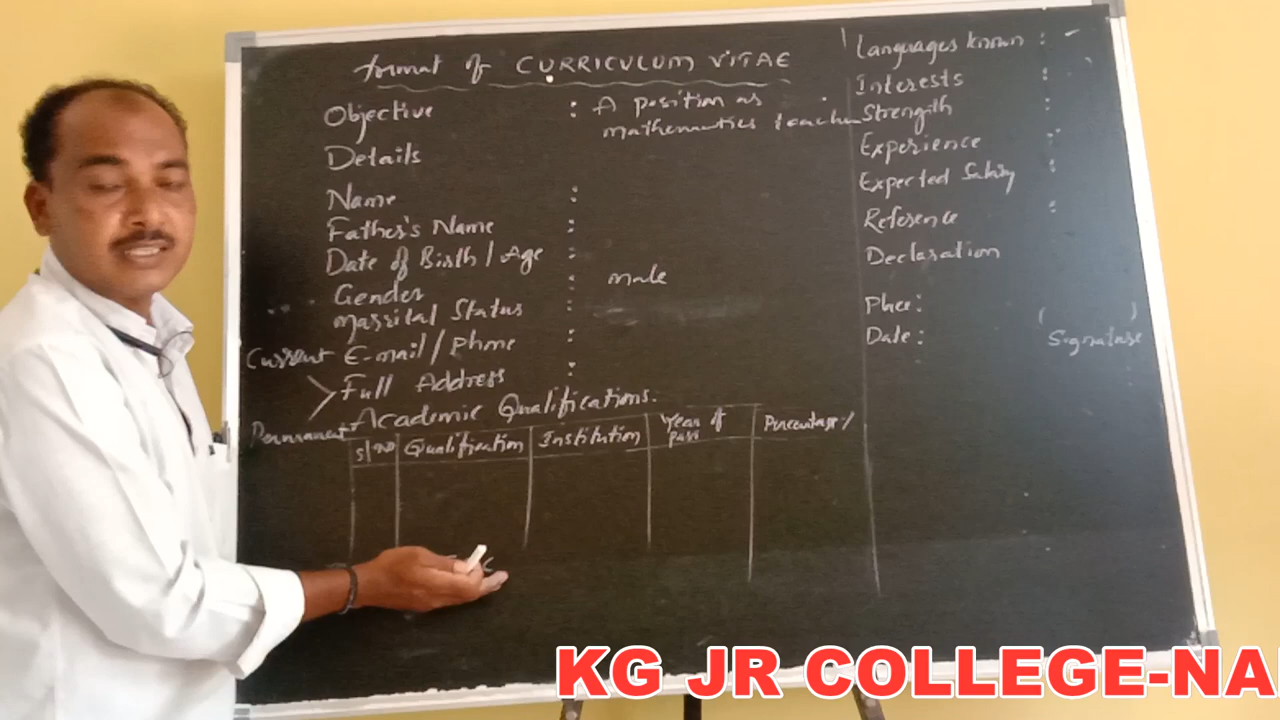 format of CURRICULUM VITAE
Objective : A position as
mathematics teacher
Details
Name :
Father's Name :
Date of Birth / Age :
Gender : male
Marrital Status :
Current E-mail / Phone :
Full Address :
Permanent
Academic Qualifications.
Sl No Qualification Institution Year of Pass Percentage %
Languages known : -
Interests :
Strength :
Experience :
Expected Salary :
Reference :
Declaration
Place :
Date :
( )
Signature
KG JR COLLEGE-NA